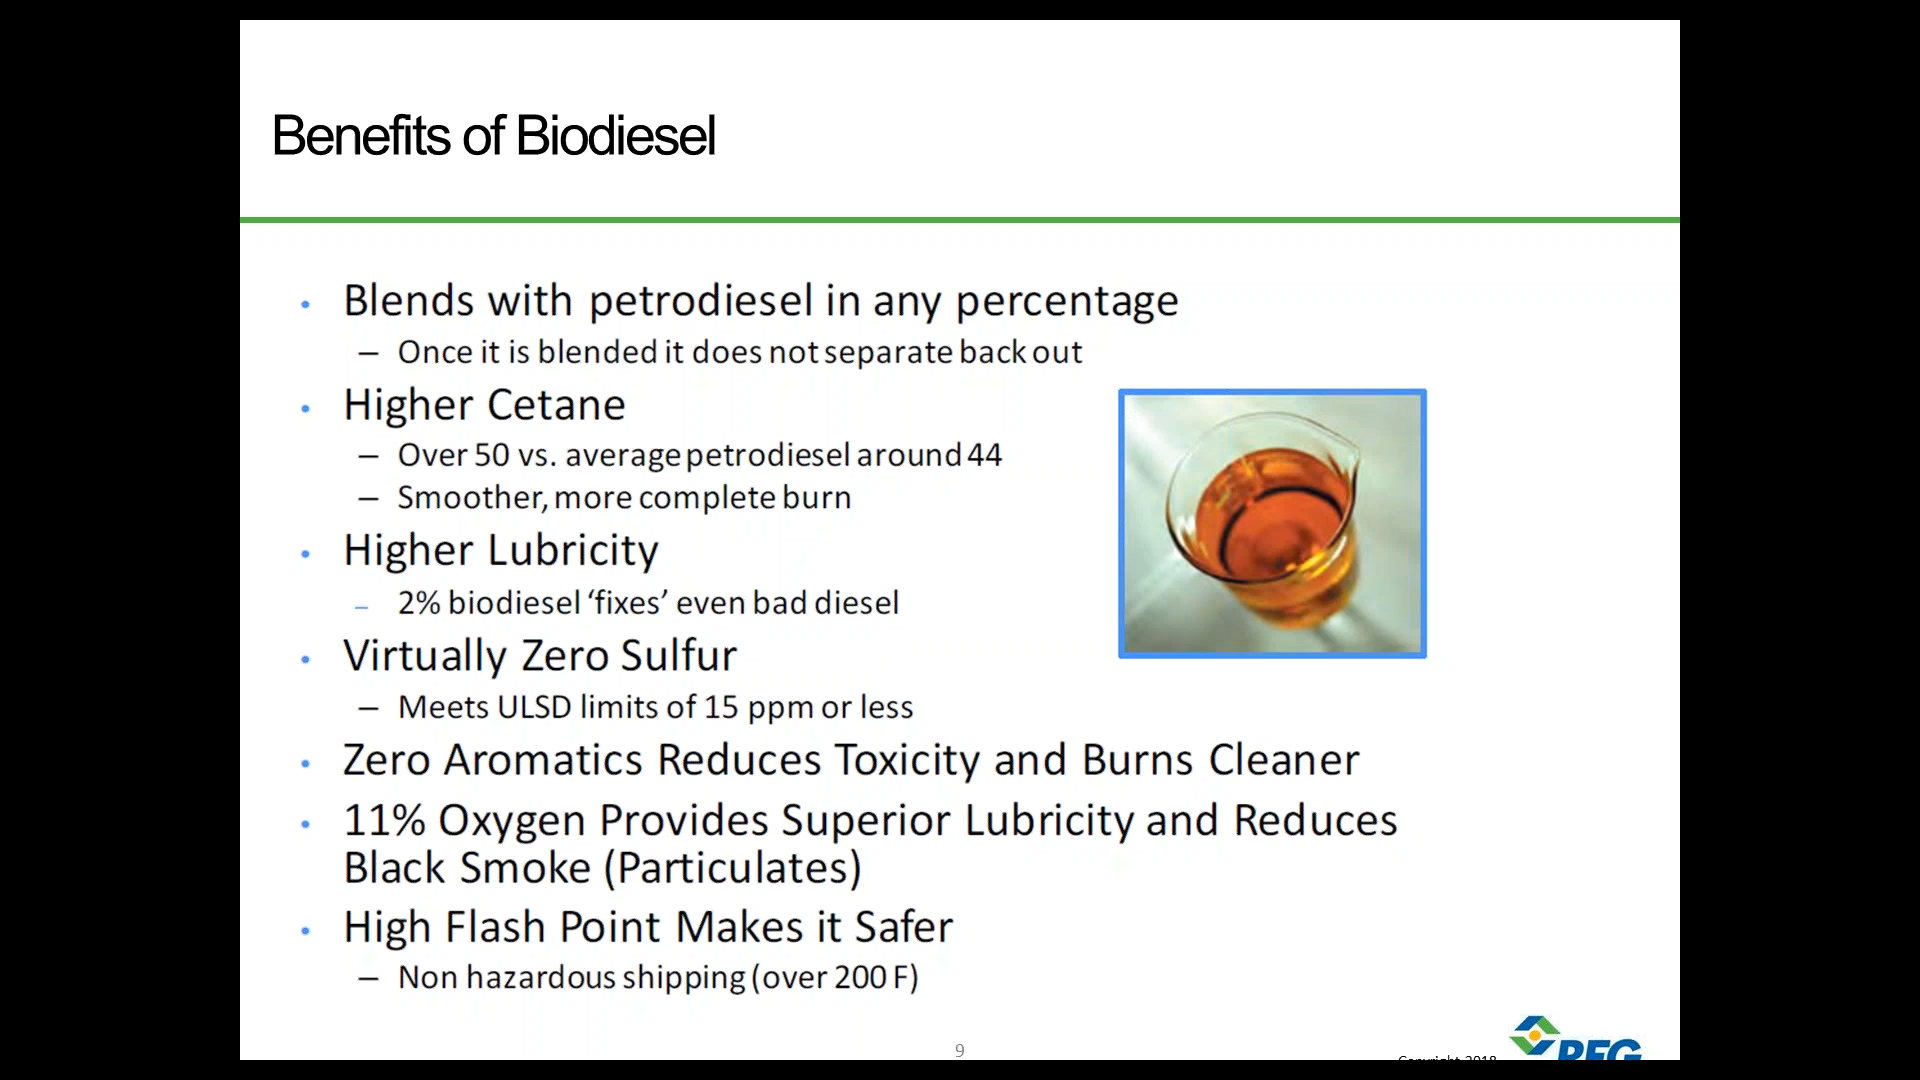 Benefits of Biodiesel
• Blends with petrodiesel in any percentage
– Once it is blended it does not separate back out
• Higher Cetane
– Over 50 vs. average petrodiesel around 44
– Smoother, more complete burn
• Higher Lubricity
– 2% biodiesel ‘fixes’ even bad diesel
• Virtually Zero Sulfur
– Meets ULSD limits of 15 ppm or less
• Zero Aromatics Reduces Toxicity and Burns Cleaner
• 11% Oxygen Provides Superior Lubricity and Reduces
Black Smoke (Particulates)
• High Flash Point Makes it Safer
– Non hazardous shipping (over 200 F)
9
Copyright 2018